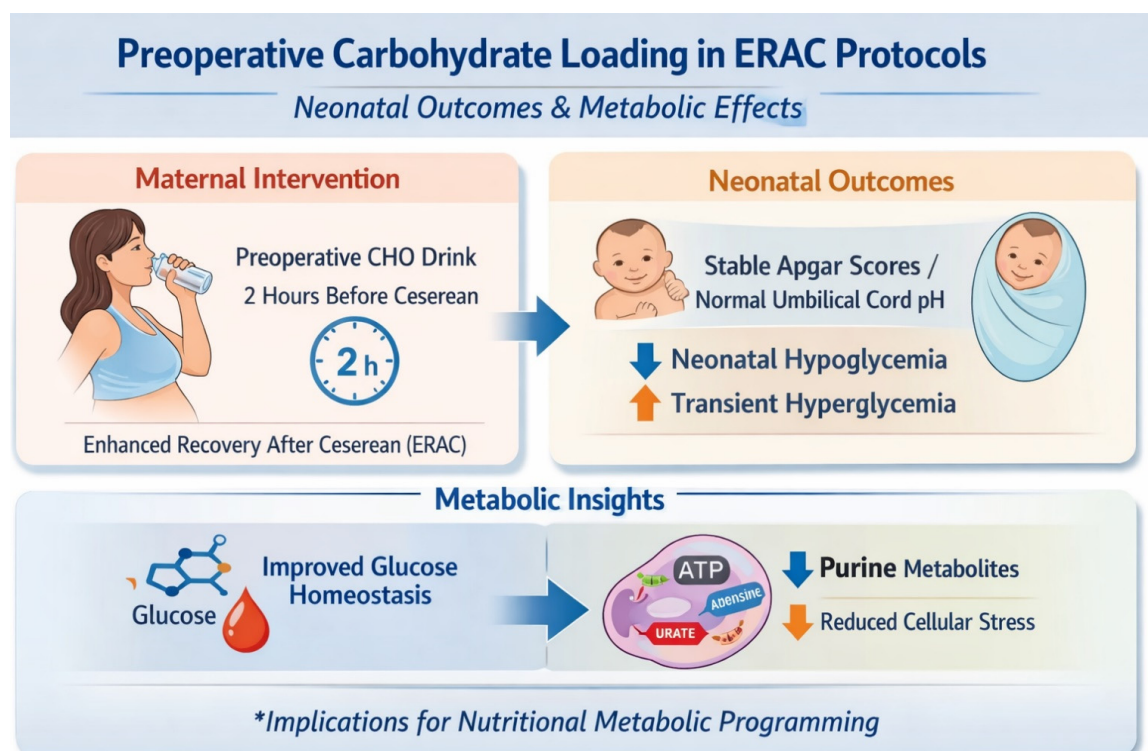 Preoperative Carbohydrate Loading in ERAC Protocols
Neonatal Outcomes & Metabolic Effects
Maternal Intervention
Preoperative CHO Drink
2 Hours Before Ceserean
2 h
Enhanced Recovery After Ceserean (ERAC)
Neonatal Outcomes
Stable Apgar Scores /
Normal Umbilical Cord pH
Neonatal Hypoglycemia
Transient Hyperglycemia
Metabolic Insights
Glucose
Improved Glucose
Homeostasis
ATP
Adensine
URATE
Purine Metabolites
Reduced Cellular Stress
*Implications for Nutritional Metabolic Programming